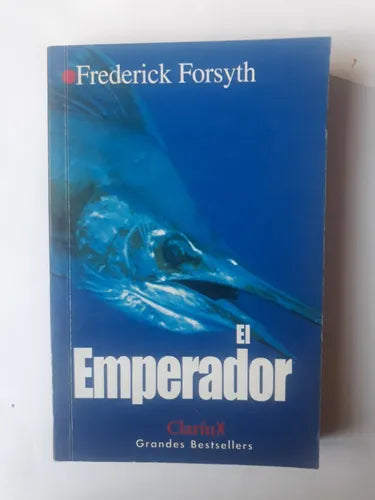 Frederick Forsyth
El
Emperador
Clarín X
Grandes Bestsellers